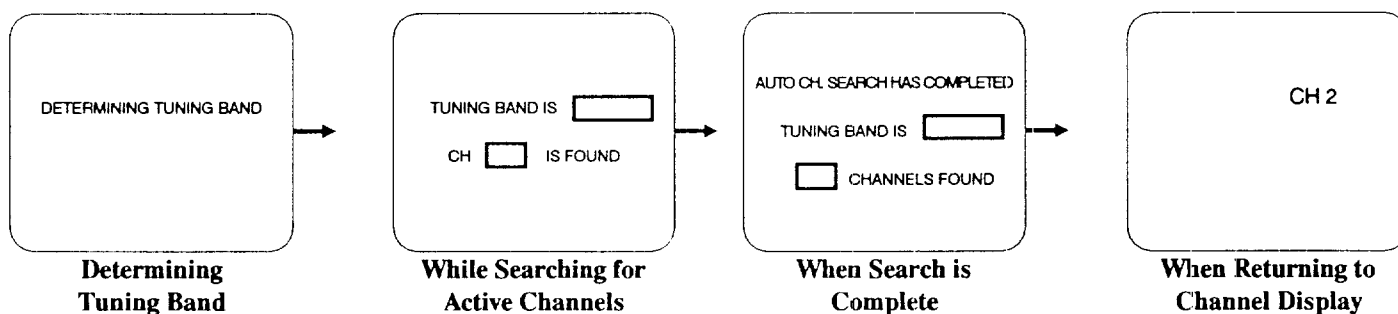 DETERMINING TUNING BAND
Determining
Tuning Band
TUNING BAND IS
CH IS FOUND
While Searching for
Active Channels
AUTO CH. SEARCH HAS COMPLETED
TUNING BAND IS
CHANNELS FOUND
When Search is
Complete
CH 2
When Returning to
Channel Display